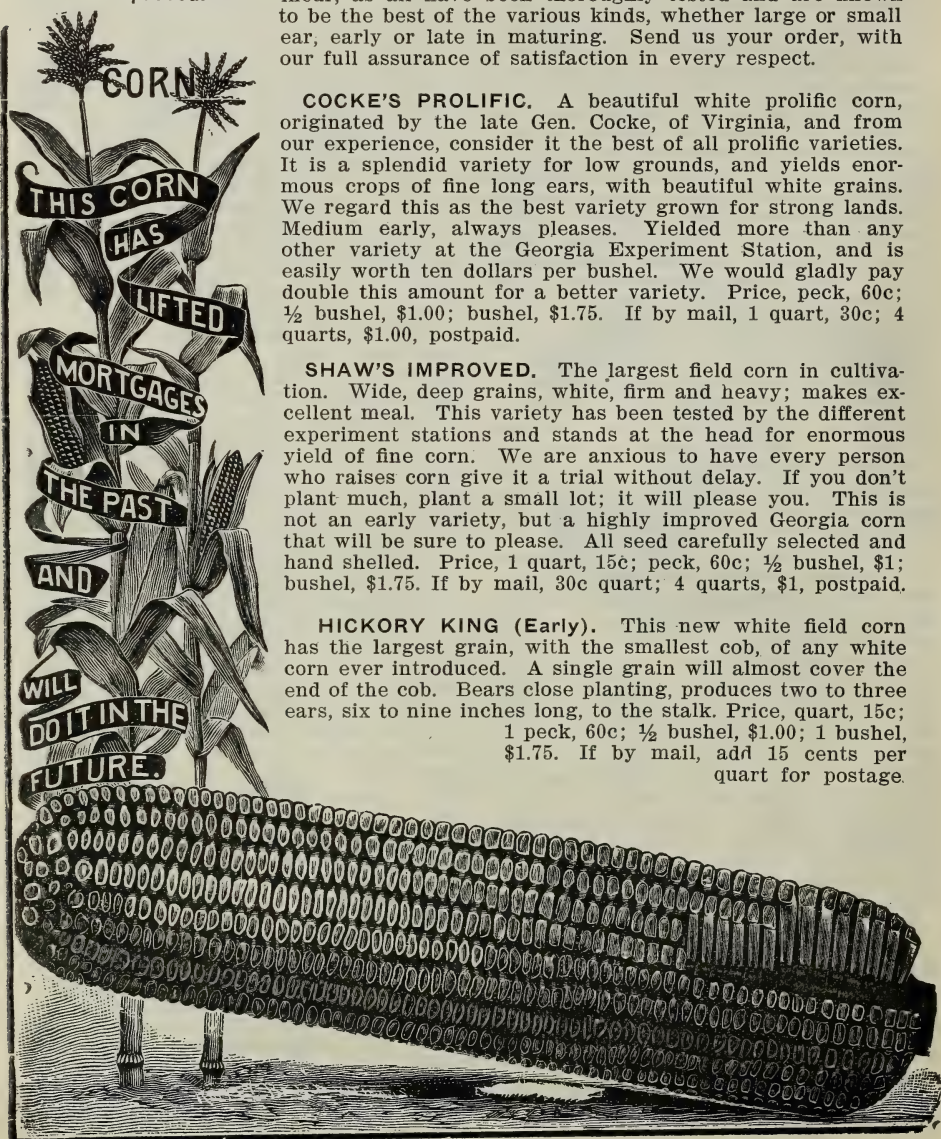 to be the best of the various kinds, whether large or small
ear, early or late in maturing. Send us your order, with
our full assurance of satisfaction in every respect.
CORN
THIS CORN
HAS
LIFTED
MORTGAGES
IN
THE PAST
AND
WILL
DO IT IN THE
FUTURE.
COCKE'S PROLIFIC. A beautiful white prolific corn,
originated by the late Gen. Cocke, of Virginia, and from
our experience, consider it the best of all prolific varieties.
It is a splendid variety for low grounds, and yields enor-
mous crops of fine long ears, with beautiful white grains.
We regard this as the best variety grown for strong lands.
Medium early, always pleases. Yielded more than any
other variety at the Georgia Experiment Station, and is
easily worth ten dollars per bushel. We would gladly pay
double this amount for a better variety. Price, peck, 60c;
½ bushel, $1.00; bushel, $1.75. If by mail, 1 quart, 30c; 4
quarts, $1.00, postpaid.
SHAW'S IMPROVED. The largest field corn in cultiva-
tion. Wide, deep grains, white, firm and heavy; makes ex-
cellent meal. This variety has been tested by the different
experiment stations and stands at the head for enormous
yield of fine corn. We are anxious to have every person
who raises corn give it a trial without delay. If you don't
plant much, plant a small lot; it will please you. This is
not an early variety, but a highly improved Georgia corn
that will be sure to please. All seed carefully selected and
hand shelled. Price, 1 quart, 15c; peck, 60c; ½ bushel, $1;
bushel, $1.75. If by mail, 30c quart; 4 quarts, $1, postpaid.
HICKORY KING (Early). This new white field corn
has the largest grain, with the smallest cob, of any white
corn ever introduced. A single grain will almost cover the
end of the cob. Bears close planting, produces two to three
ears, six to nine inches long, to the stalk. Price, quart, 15c;
1 peck, 60c; ½ bushel, $1.00; 1 bushel,
$1.75. If by mail, add 15 cents per
quart for postage.